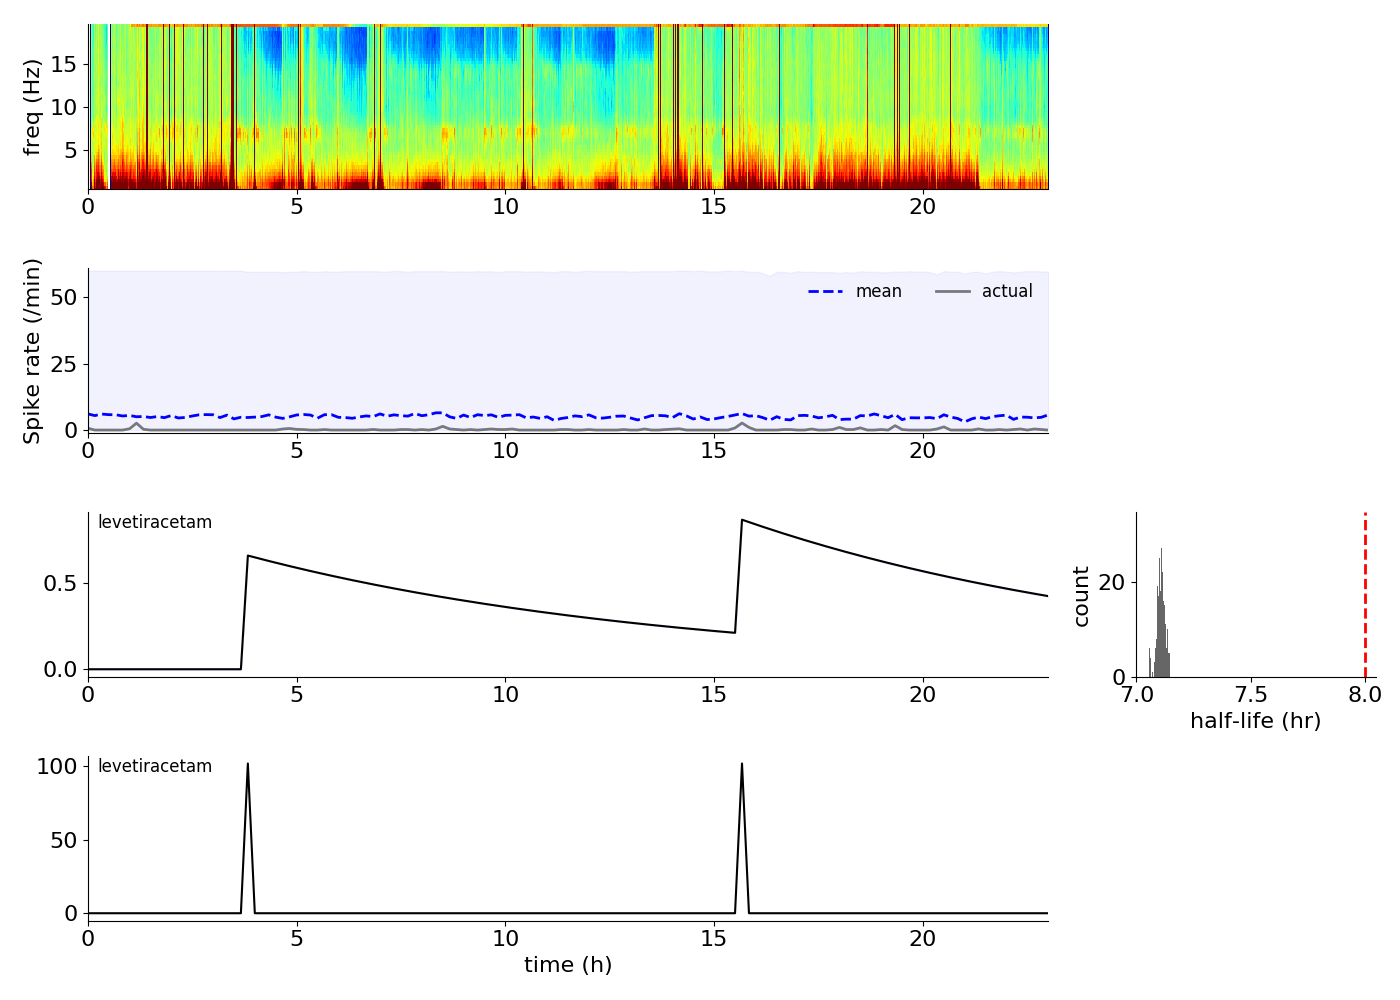 freq (Hz)
15
10
5
0 5 10 15 20
Spike rate (/min)
50
25
0
mean actual
0 5 10 15 20
levetiracetam
0.5
0.0
0 5 10 15 20
count
20
0
7.0 7.5 8.0
half-life (hr)
levetiracetam
100
50
0
0 5 10 15 20
time (h)